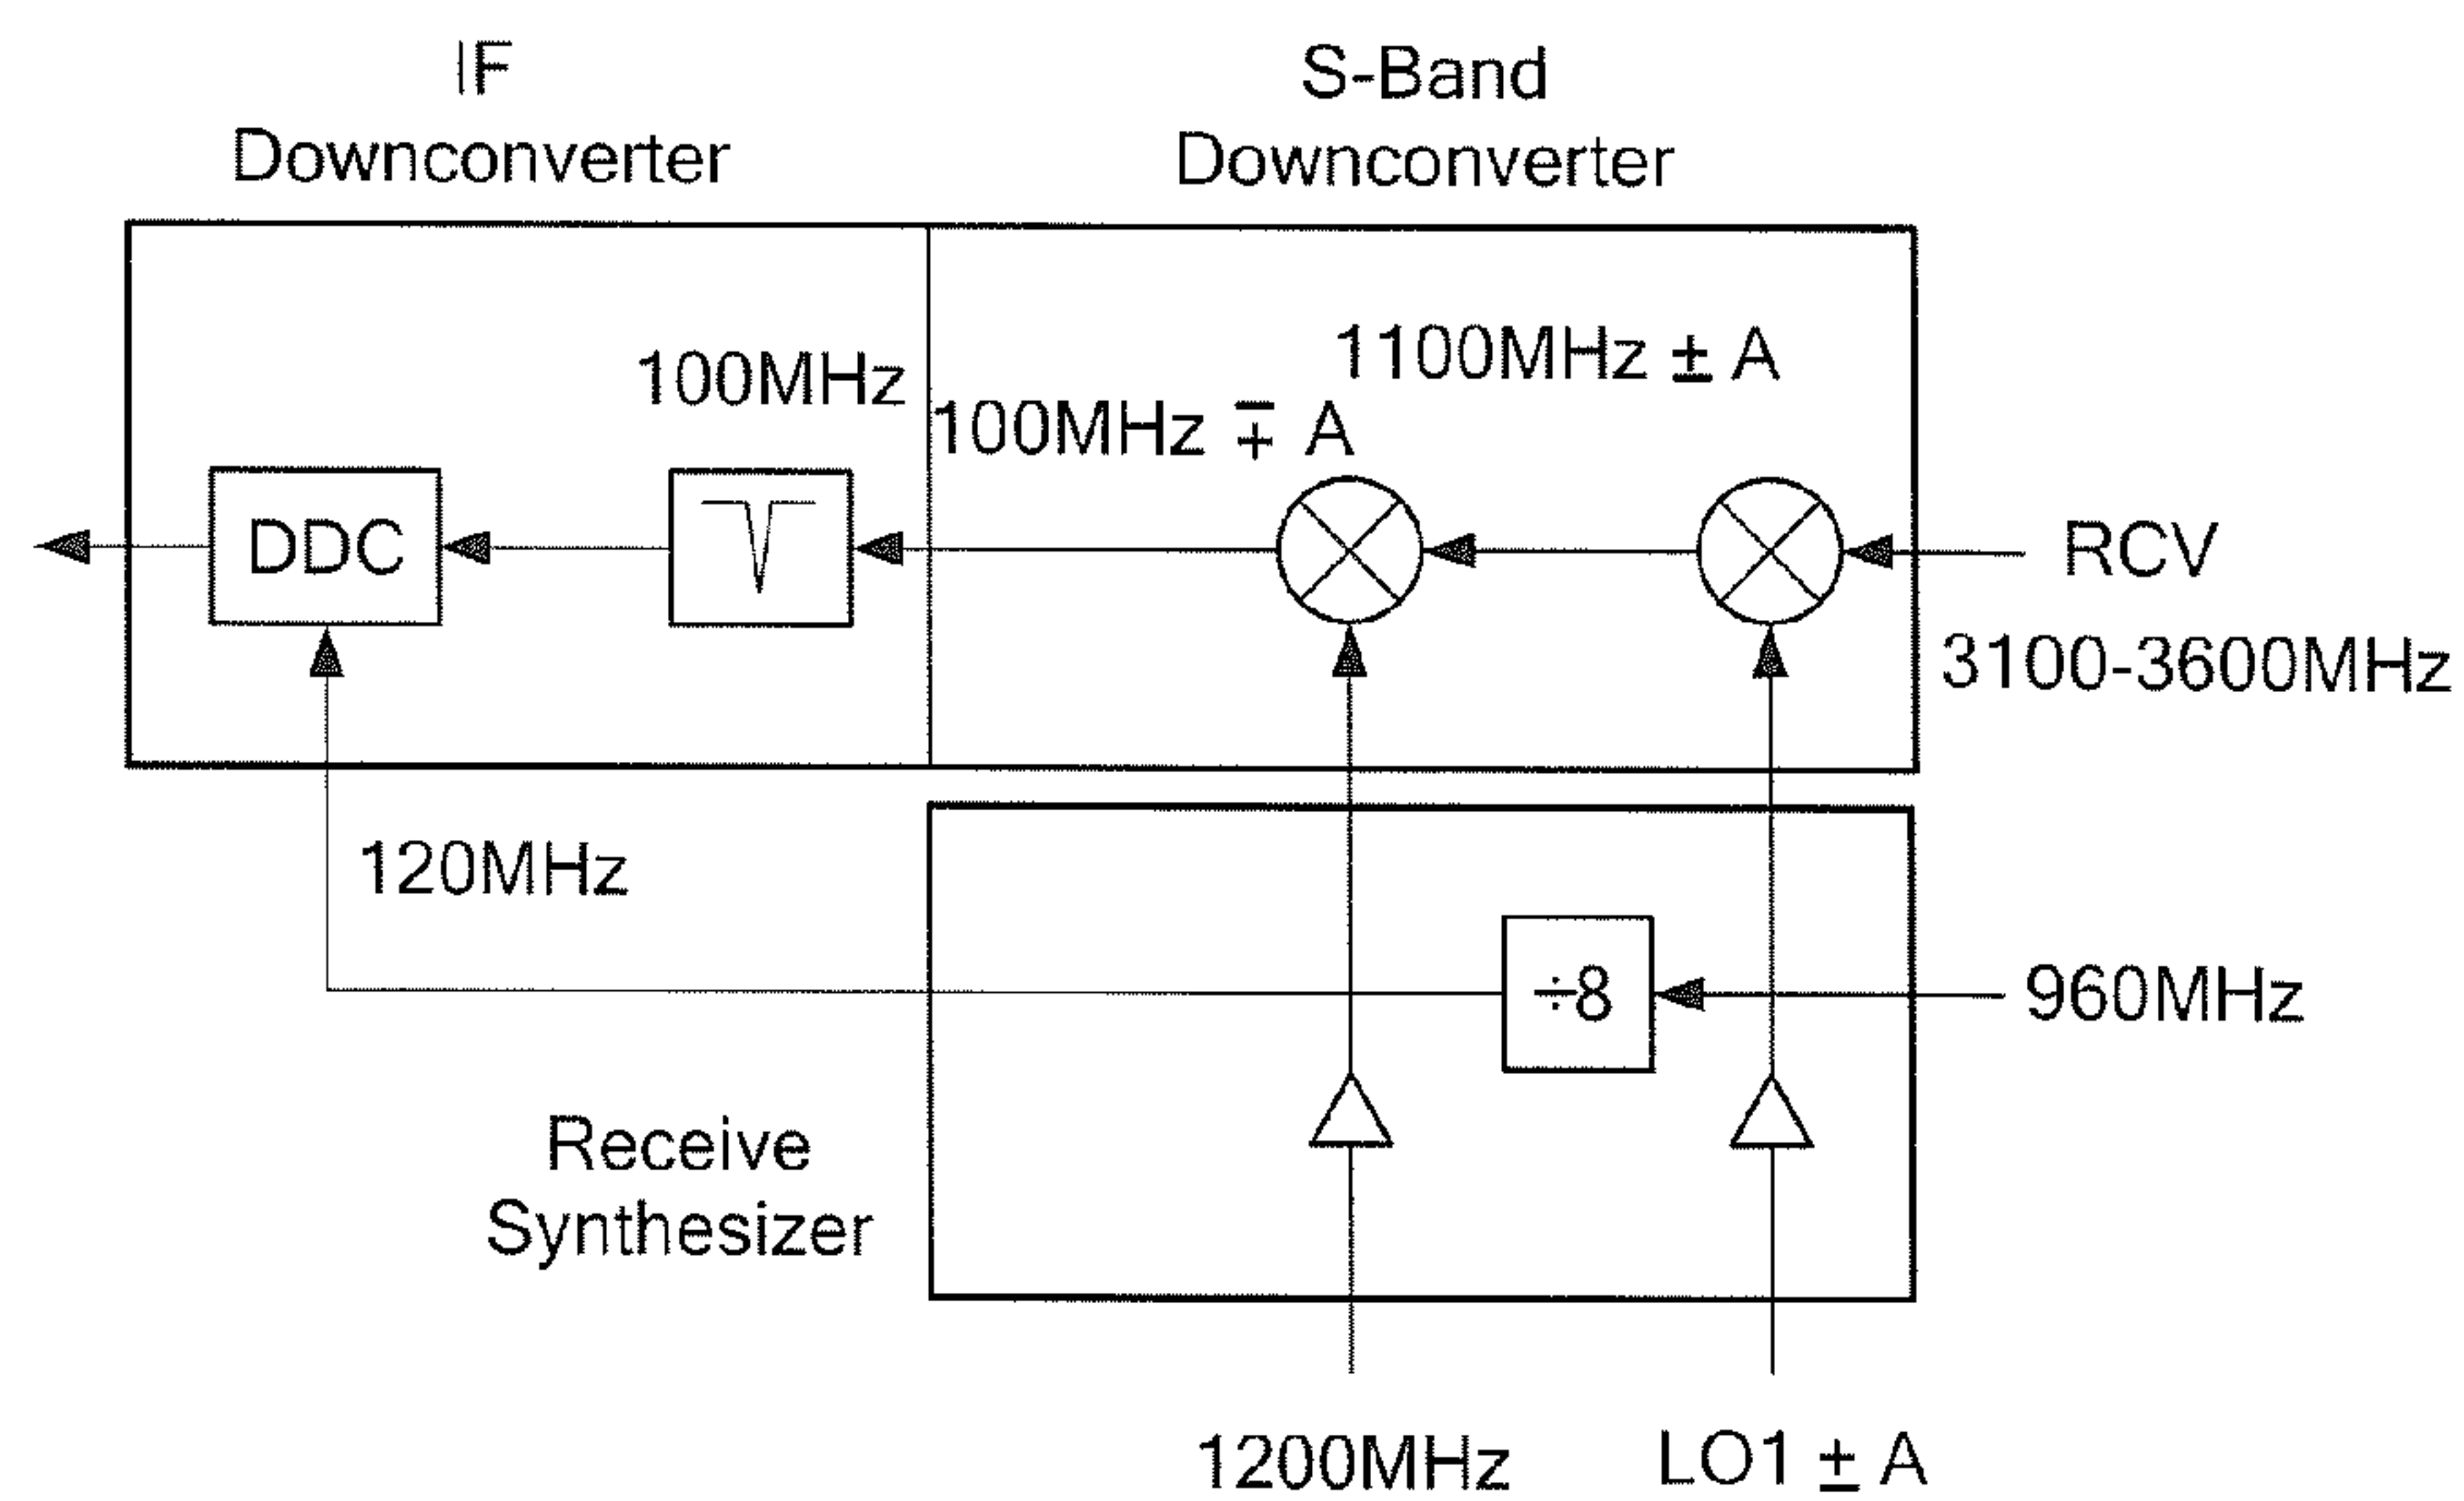 IF
Downconverter
S-Band
Downconverter
1100MHz ± A
100MHz
100MHz ∓ A
DDC
RCV
3100-3600MHz
120MHz
÷8
960MHz
Receive
Synthesizer
1200MHz
LO1 ± A